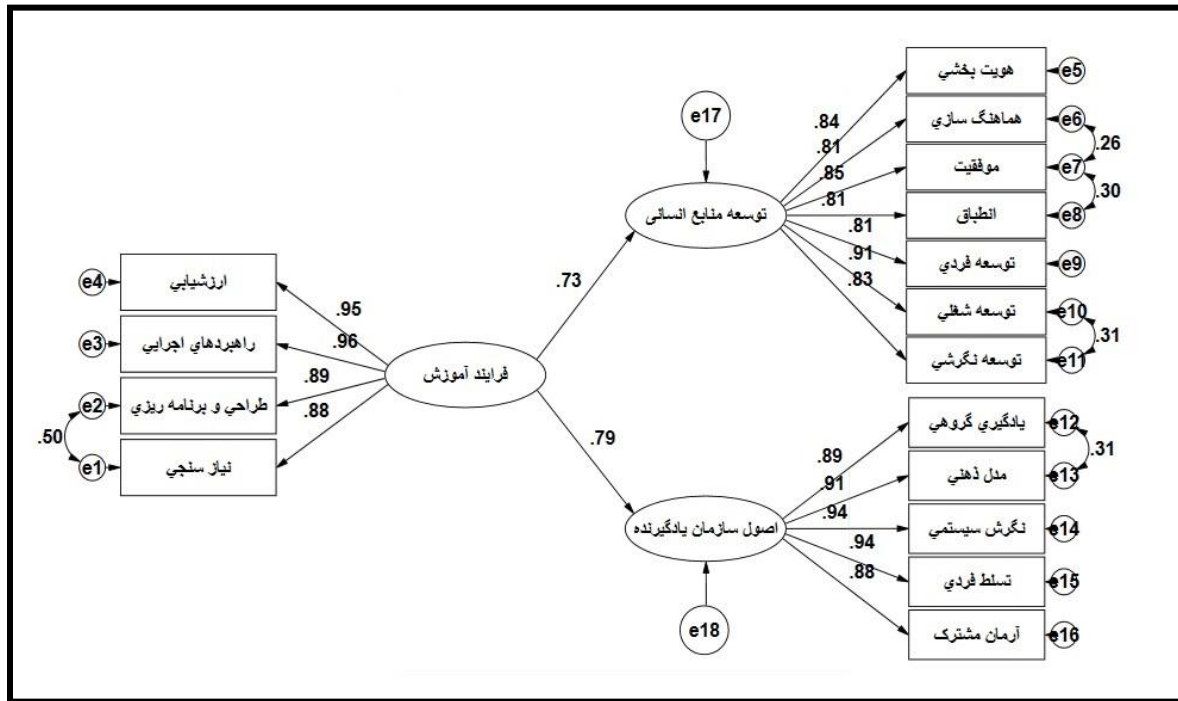 هويت بخشي
e5
هماهنگ سازي
e6
موفقيت
e7
انطباق
e8
توسعه فردي
e9
توسعه شغلي
e10
توسعه نگرشي
e11
.26
.30
.31
.84
.81
.85
.81
.81
.91
.83
e17
توسعه منابع انسانی
.73
e4
ارزشيابي
e3
راهبردهاي اجرايي
e2
طراحي و برنامه ريزي
e1
نياز سنجي
.50
.95
.96
.89
.88
فرايند آموزش
.79
اصول سازمان يادگيرنده
e18
.89
.91
.94
.94
.88
يادگيري گروهي
e12
مدل ذهني
e13
.31
نگرش سيستمي
e14
تسلط فردي
e15
آرمان مشترک
e16